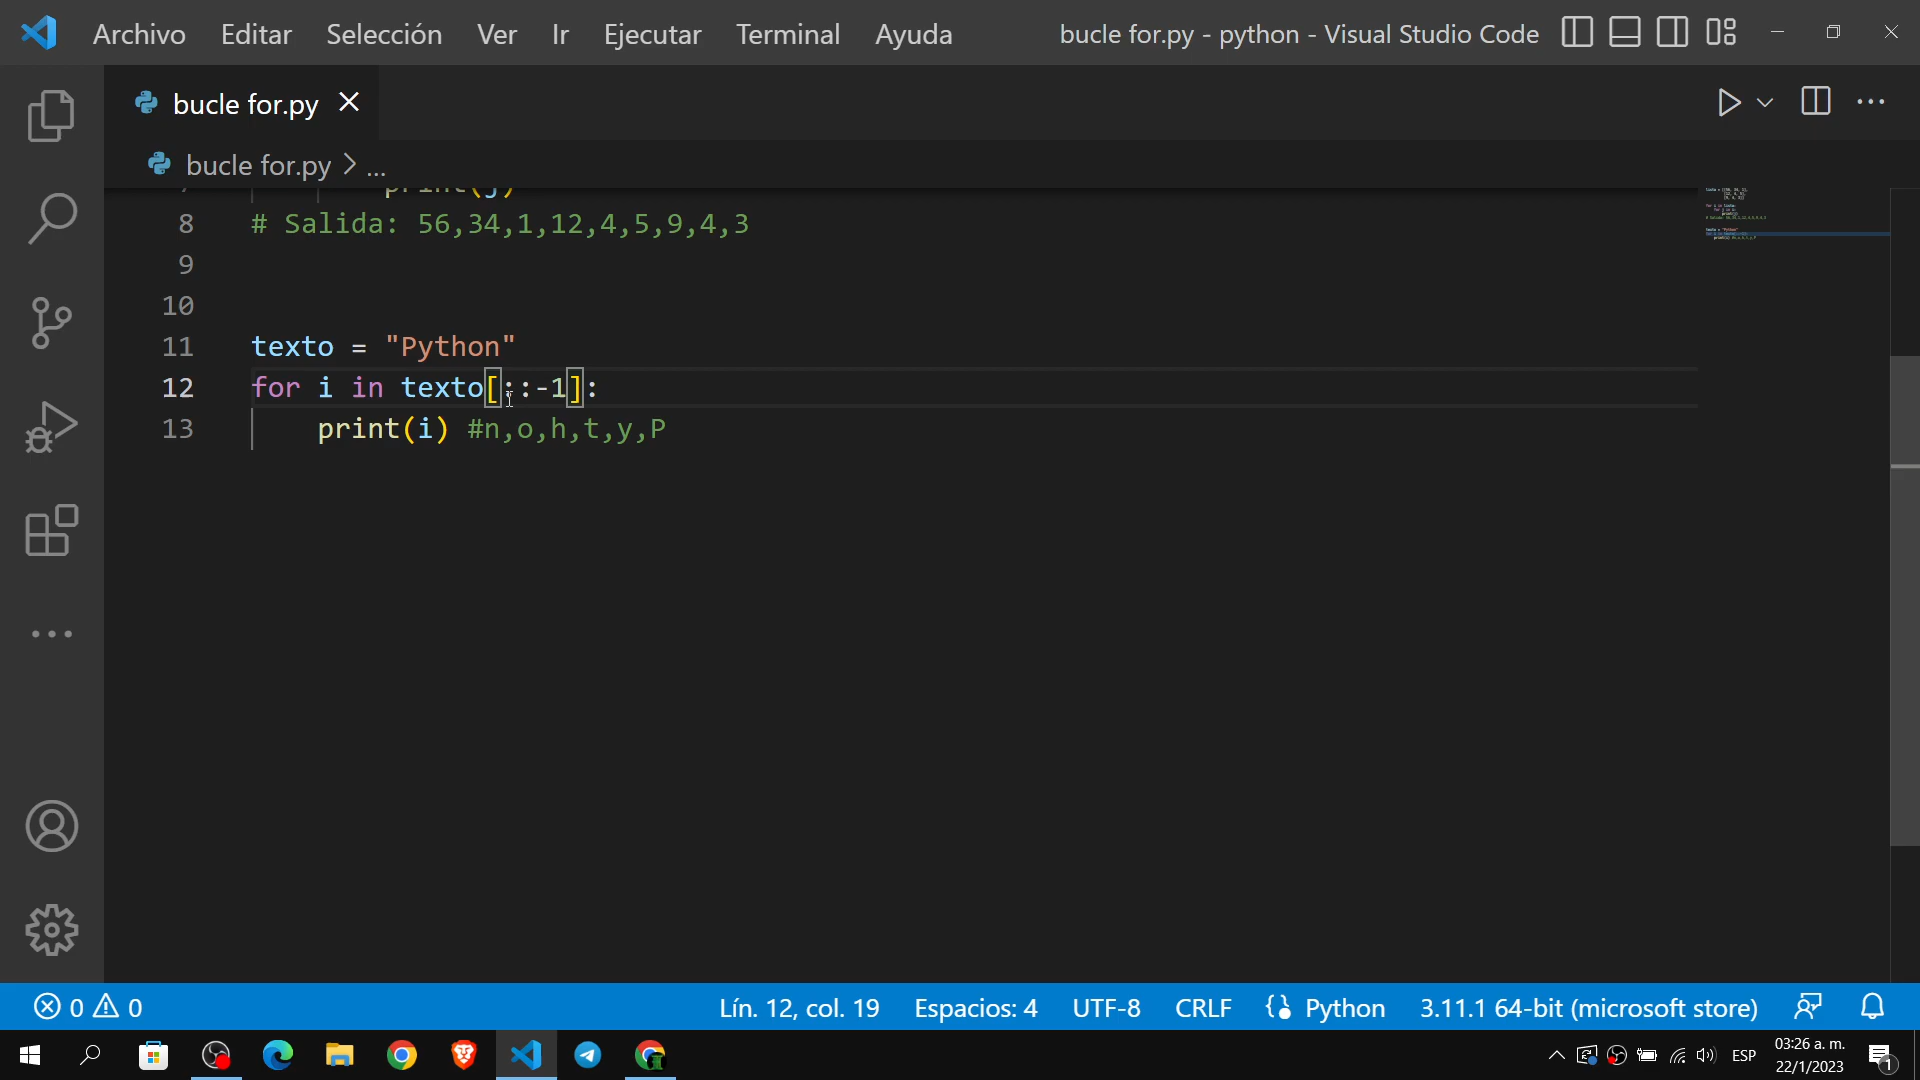 Archivo Editar Selección Ver Ir Ejecutar Terminal Ayuda bucle for.py - python - Visual Studio Code
bucle for.py
bucle for.py > ...
print(j)
8 # Salida: 56,34,1,12,4,5,9,4,3
9
10
11 texto = "Python"
12 for i in texto[::-1]:
13 print(i) #n,o,h,t,y,P
0 0 Lín. 12, col. 19 Espacios: 4 UTF-8 CRLF Python 3.11.1 64-bit (microsoft store)
ESP 03:26 a. m.
22/1/2023 1